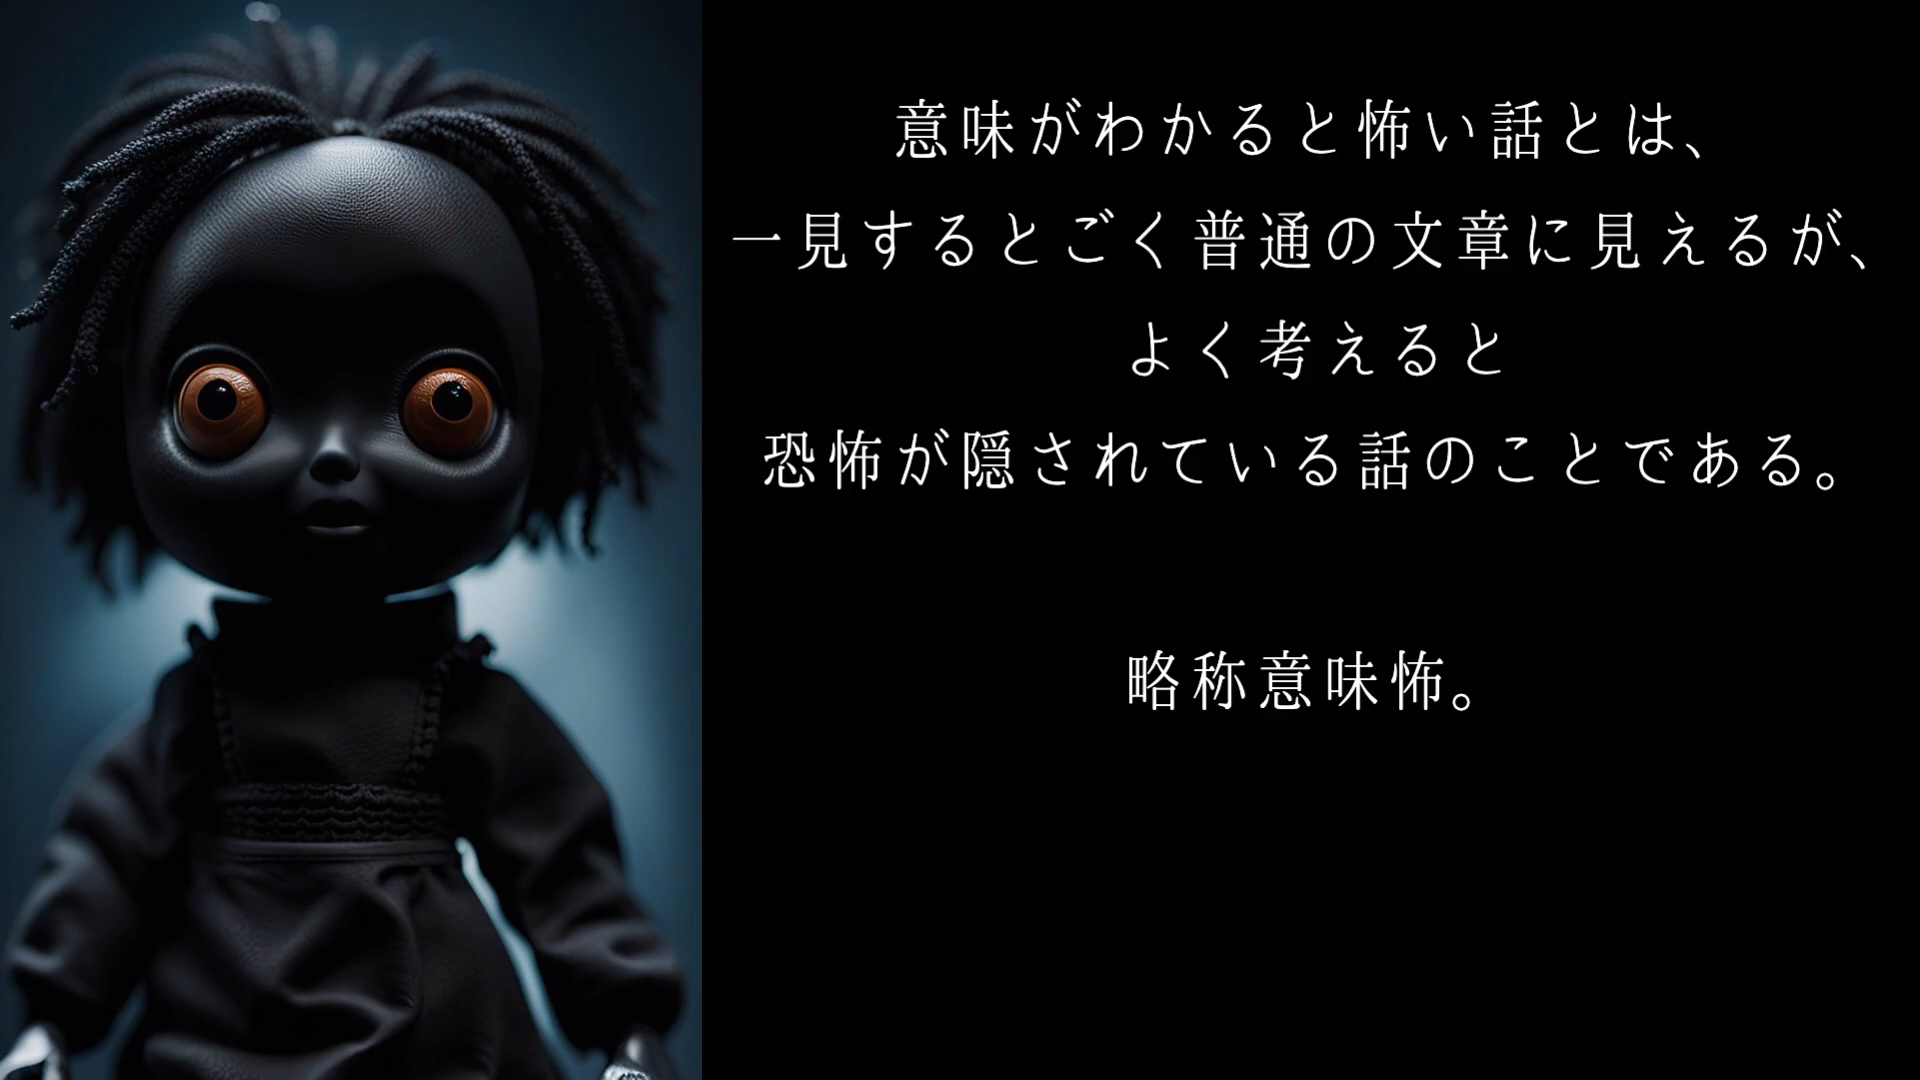 意味がわかると怖い話とは、
一見するとごく普通の文章に見えるが、
よく考えると
恐怖が隠されている話のことである。
略称意味怖。